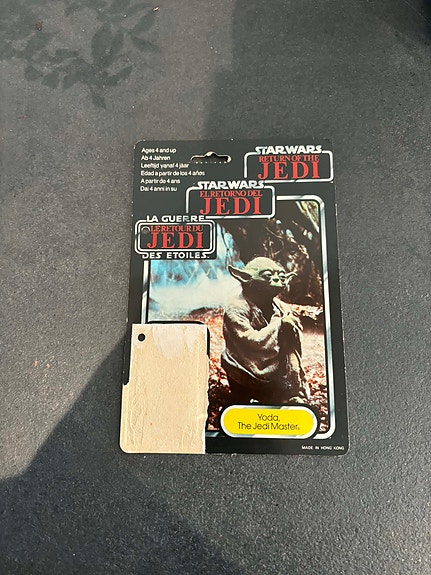 Ages 4 and up
Ab 4 Jahren
Leeftijd vanaf 4 jaar
Edad a partir de los 4 años
A partir de 4 ans
Dai 4 anni in su
STAR WARS
RETURN OF THE
JEDI
STAR WARS
EL RETORNO DEL
JEDI
LA GUERRE
LE RETOUR DU
JEDI
DES ETOILES
Yoda,
The Jedi Master
MADE IN HONG KONG